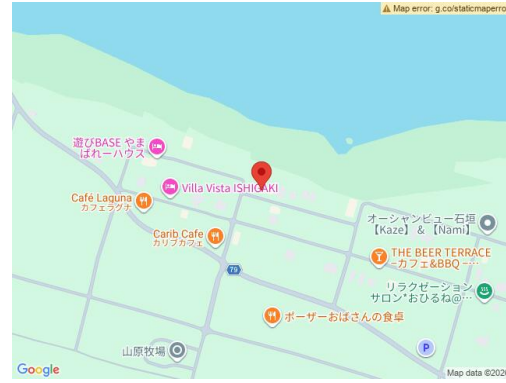 Map error: g.co/staticmaperro
遊びBASE やま
ばれーハウス
Villa Vista ISHIGAKI
Café Laguna
カフェラグナ
オーシャンビュー石垣
【Kaze】 & 【Nami】
Carib Cafe
カリブカフェ
THE BEER TERRACE
–カフェ&BBQ –…
79
リラクゼーション
サロン*おひるね@…
ポーザーおばさんの食卓
山原牧場
P
Google
Map data ©2026